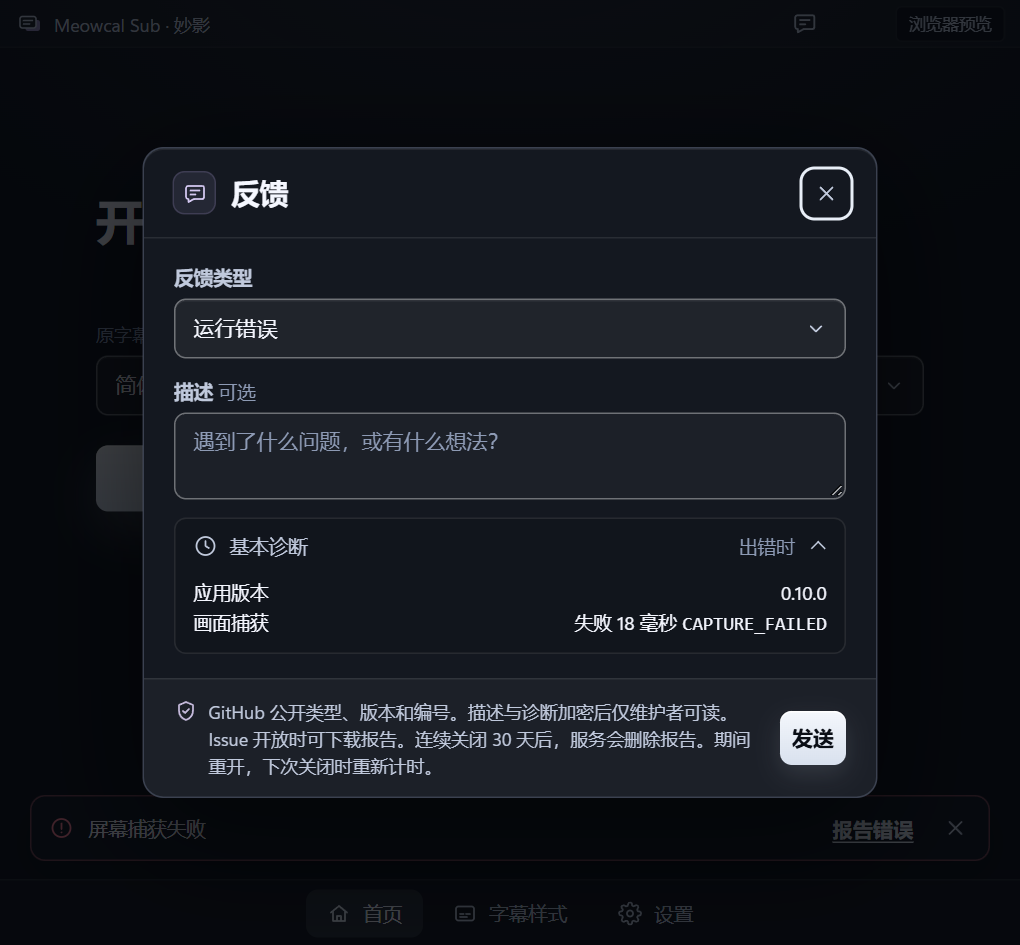 Meowcal Sub · 妙影
浏览器预览
反馈
开
反馈类型
原字幕
运行错误
简体
描述 可选
遇到了什么问题，或有什么想法？
基本诊断 出错时
应用版本 0.10.0
画面捕获 失败 18 毫秒 CAPTURE_FAILED
GitHub 公开类型、版本和编号。描述与诊断加密后仅维护者可读。
Issue 开放时可下载报告。连续关闭 30 天后，服务会删除报告。期间
重开，下次关闭时重新计时。
发送
屏幕捕获失败 报告错误
首页 字幕样式 设置